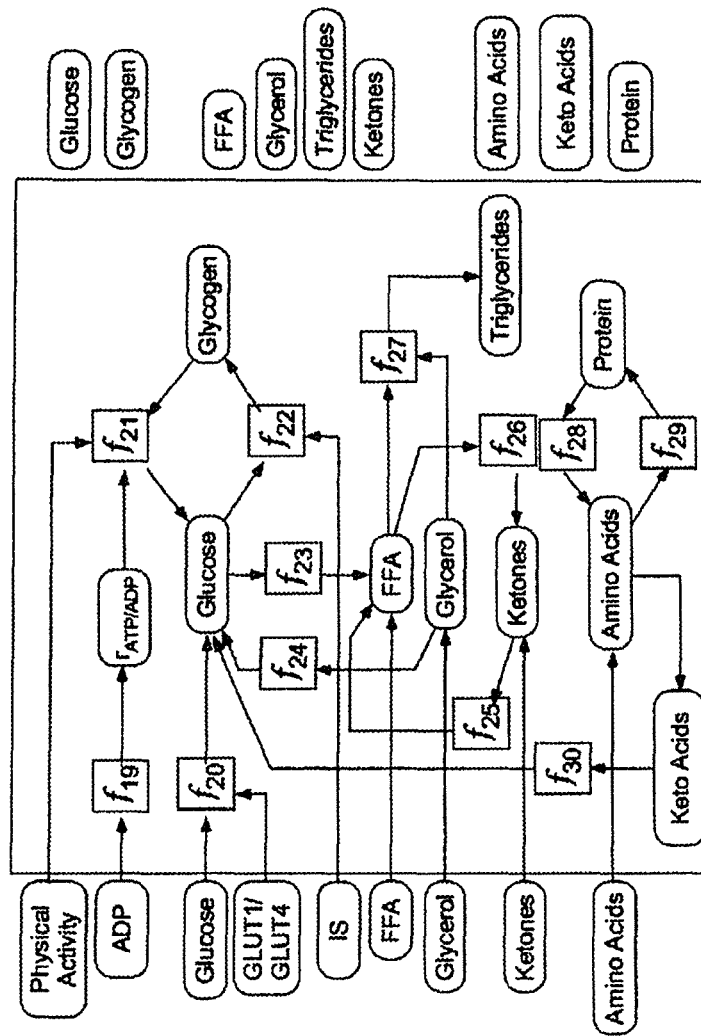 Physical
Activity
ADP
Glucose
GLUT1/
GLUT4
IS
FFA
Glycerol
Ketones
Amino Acids
f19
f20
rATP/ADP
f21
Glucose
f22
Glycogen
f23
f24
FFA
Glycerol
f25
f26
f27
Triglycerides
Ketones
f28
f29
Protein
Amino Acids
f30
Keto Acids
Glucose
Glycogen
FFA
Glycerol
Triglycerides
Ketones
Amino Acids
Keto Acids
Protein